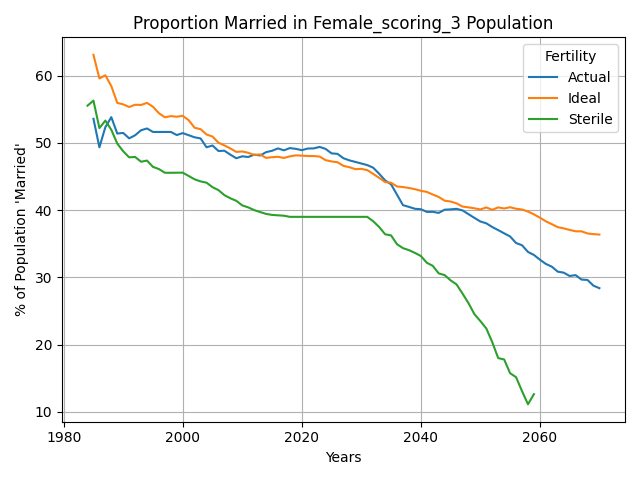 Proportion Married in Female_scoring_3 Population
Fertility
Actual
Ideal
Sterile
% of Population 'Married'
60
50
40
30
20
10
1980
2000
2020
2040
2060
Years